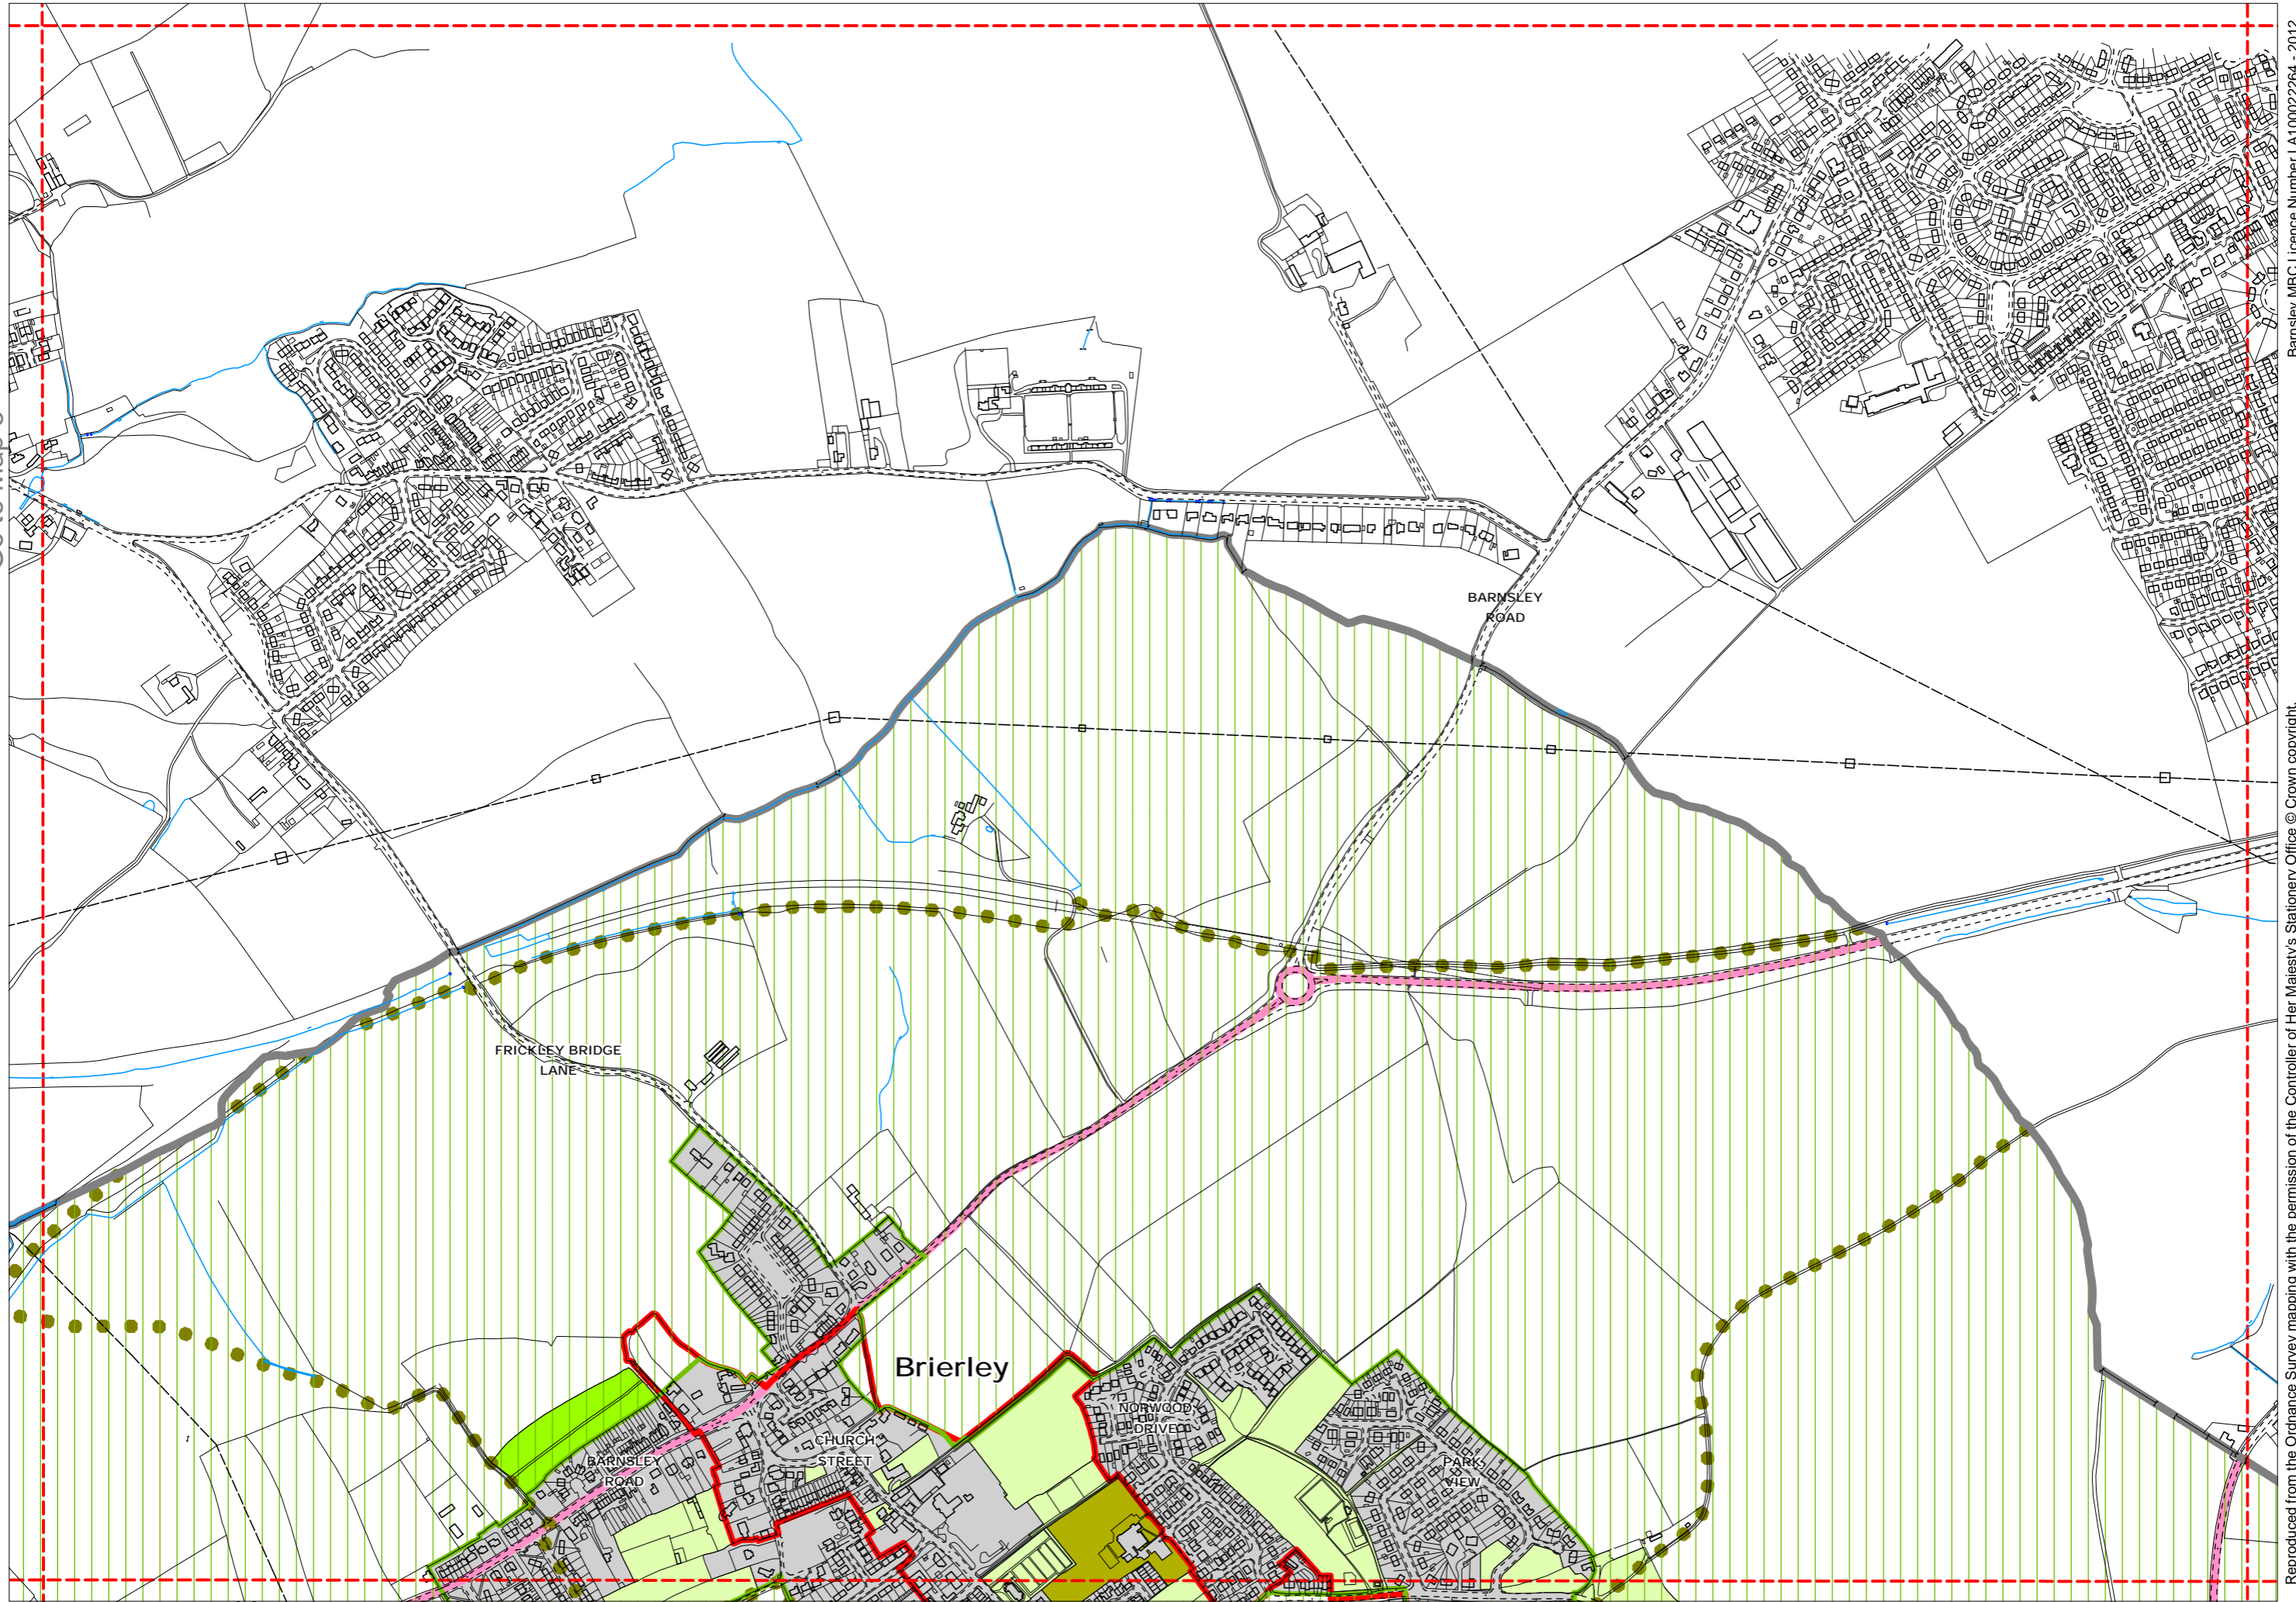 BARNSLEY
ROAD
FRICKLEY BRIDGE
LANE
Brierley
NORWOOD
DRIVE
CHURCH
STREET
BARNSLEY
ROAD
PARK
VIEW
Reproduced from the Ordnance Survey mapping with the permission of the Controller of Her Majesty's Stationery Office © Crown copyright.
Barnsley MBC Licence Number LA100022264 - 2012